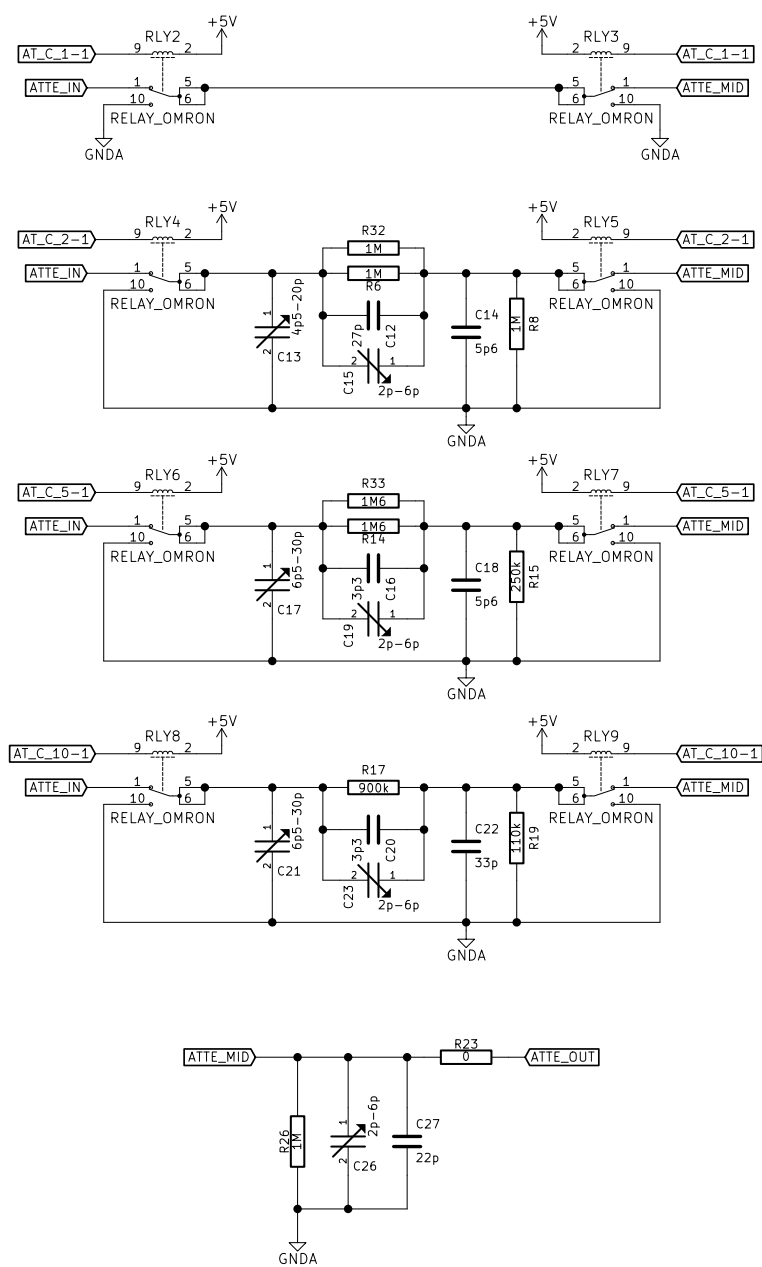 RLY2 +5V +5V RLY3
AT_C_1-1 9 2 2 9 AT_C_1-1
ATTE_IN 1 5 5 1 ATTE_MID
10 6 6 10
RELAY_OMRON RELAY_OMRON
GNDA GNDA
RLY4 +5V R32 +5V RLY5
AT_C_2-1 9 2 1M 2 9 AT_C_2-1
ATTE_IN 1 5 1M 5 1 ATTE_MID
10 6 R6 6 10
RELAY_OMRON RELAY_OMRON
1 4p5-20p 2 C13
27p C12
C15 2 1 2p-6p
C14 5p6
1M R8
GNDA
RLY6 +5V R33 +5V RLY7
AT_C_5-1 9 2 1M6 2 9 AT_C_5-1
ATTE_IN 1 5 1M6 5 1 ATTE_MID
10 6 R14 6 10
RELAY_OMRON RELAY_OMRON
1 6p5-30p 2 C17
3p3 C16
C19 2 1 2p-6p
C18 5p6
250k R15
GNDA
RLY8 +5V +5V RLY9
AT_C_10-1 9 2 R17 2 9 AT_C_10-1
ATTE_IN 1 5 900k 5 1 ATTE_MID
10 6 6 10
RELAY_OMRON RELAY_OMRON
1 6p5-30p 2 C21
3p3 C20
C23 2 1 2p-6p
C22 33p
110k R19
GNDA
ATTE_MID R23 0 ATTE_OUT
R26 1M
1 2p-6p 2 C26
C27 22p
GNDA